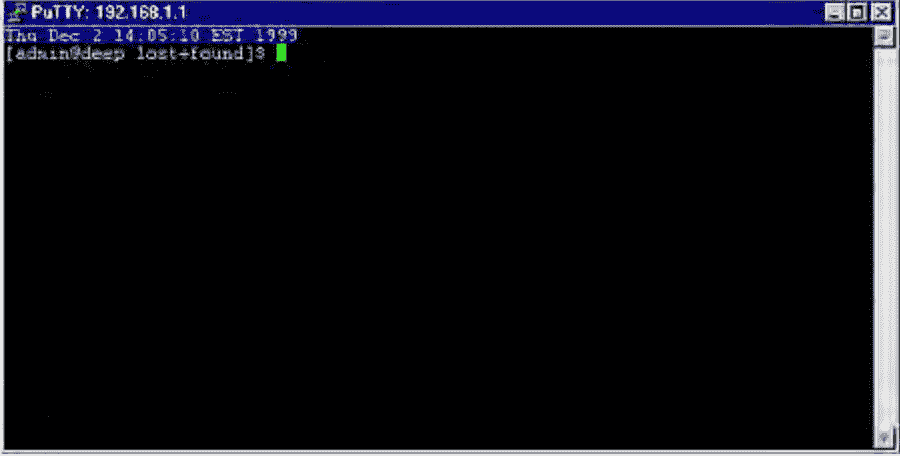 PuTTY: 192.168.1.1
Thu Dec 2 14:05:10 EST 1999
[admin@deep lost+found]$